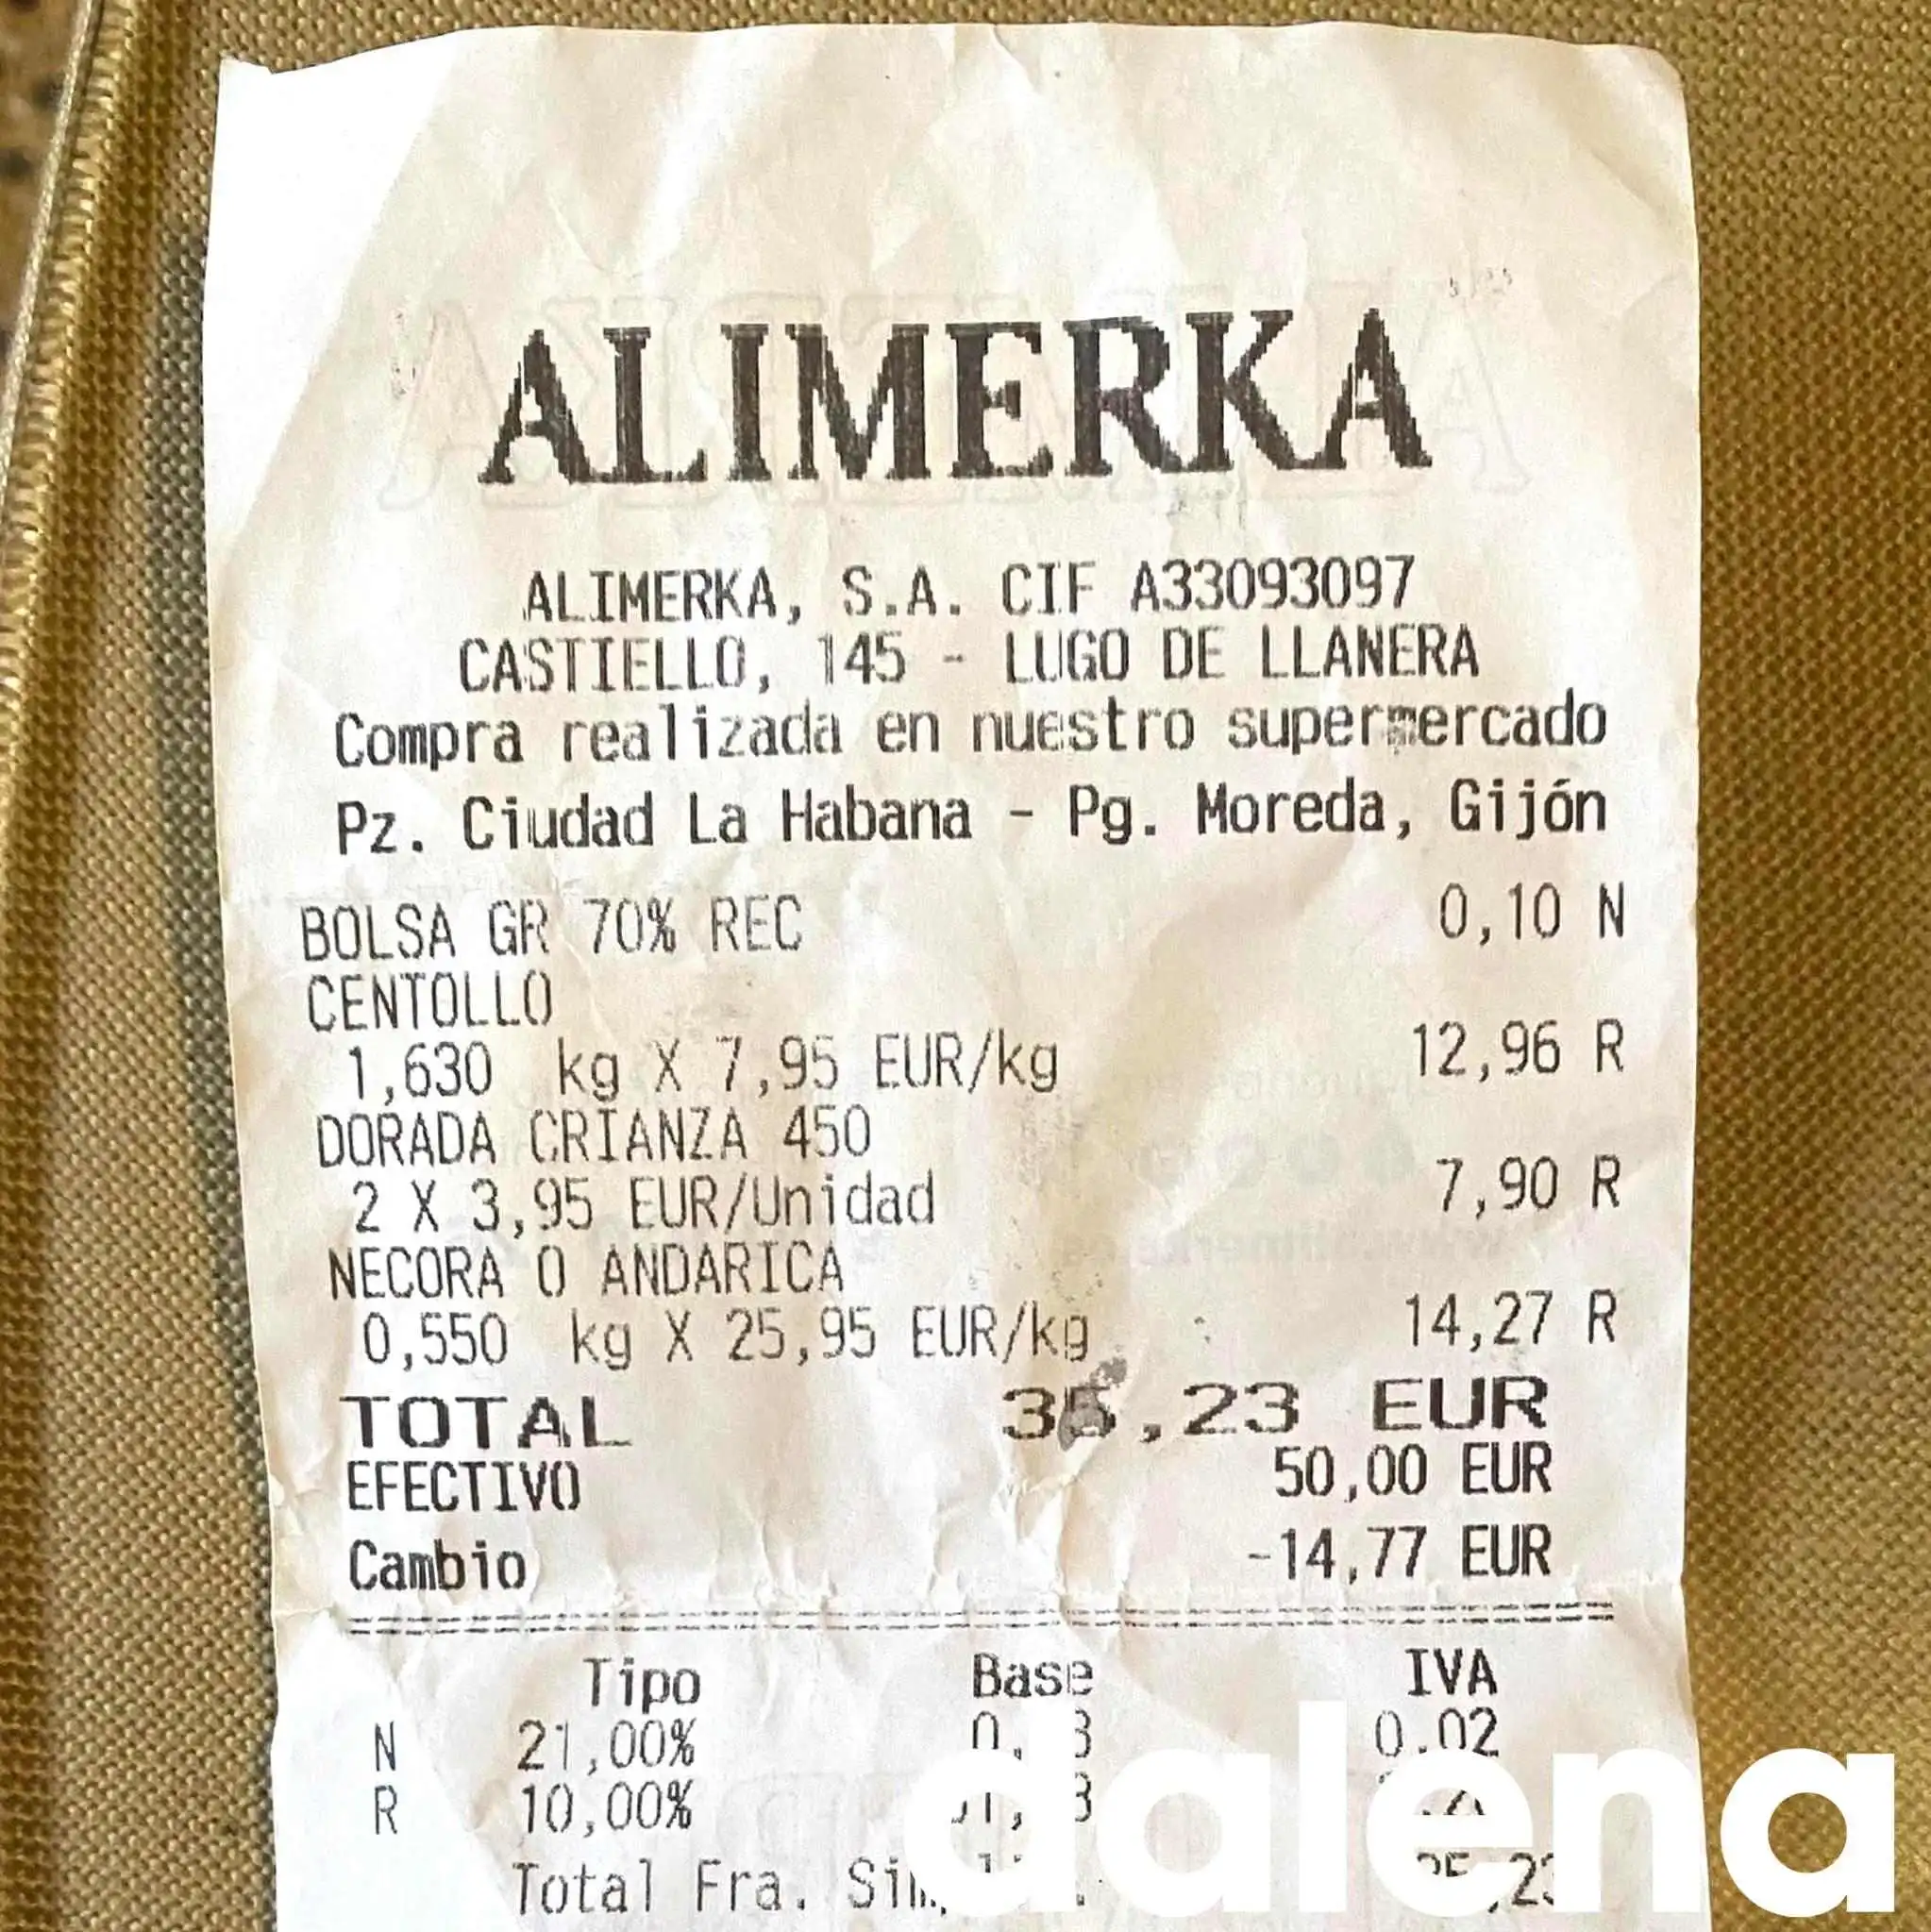 ALIMERKA
ALIMERKA, S.A. CIF A33093097
CASTIELLO, 145 - LUGO DE LLANERA
Compra realizada en nuestro supermercado
Pz. Ciudad La Habana - Pg. Moreda, Gijón
BOLSA GR 70% REC 0,10 N
CENTOLLO
1,630 kg X 7,95 EUR/kg 12,96 R
DORADA CRIANZA 450
2 X 3,95 EUR/Unidad 7,90 R
NECORA O ANDARICA
0,550 kg X 25,95 EUR/kg 14,27 R
TOTAL 35,23 EUR
EFECTIVO 50,00 EUR
Cambio -14,77 EUR
Tipo Base IVA
N 21,00% 0,02
R 10,00%
Total Fra.
dalena